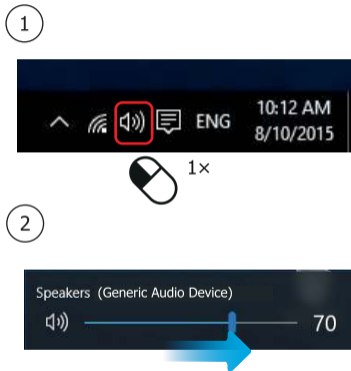 1
ENG
10:12 AM
8/10/2015
1×
2
Speakers (Generic Audio Device)
70